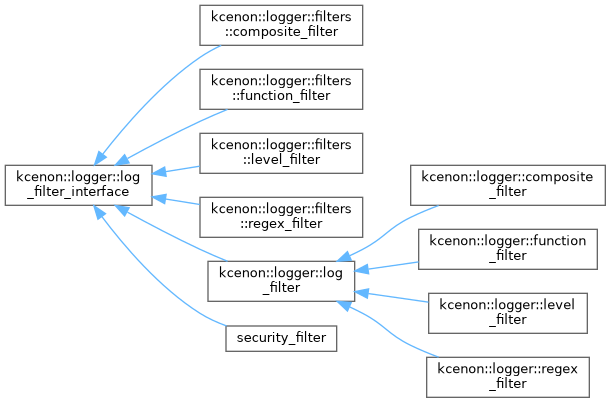 kcenon::logger::filters
::composite_filter
kcenon::logger::filters
::function_filter
kcenon::logger::filters
::level_filter
kcenon::logger::log
_filter_interface
kcenon::logger::composite
_filter
kcenon::logger::filters
::regex_filter
kcenon::logger::function
_filter
kcenon::logger::log
_filter
kcenon::logger::level
_filter
security_filter
kcenon::logger::regex
_filter